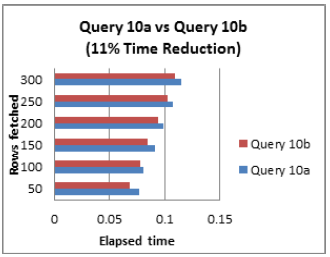 Query 10a vs Query 10b
(11% Time Reduction)
Rows fetched
300
250
200
150
100
50
Query 10b
Query 10a
0 0.05 0.1 0.15
Elapsed time